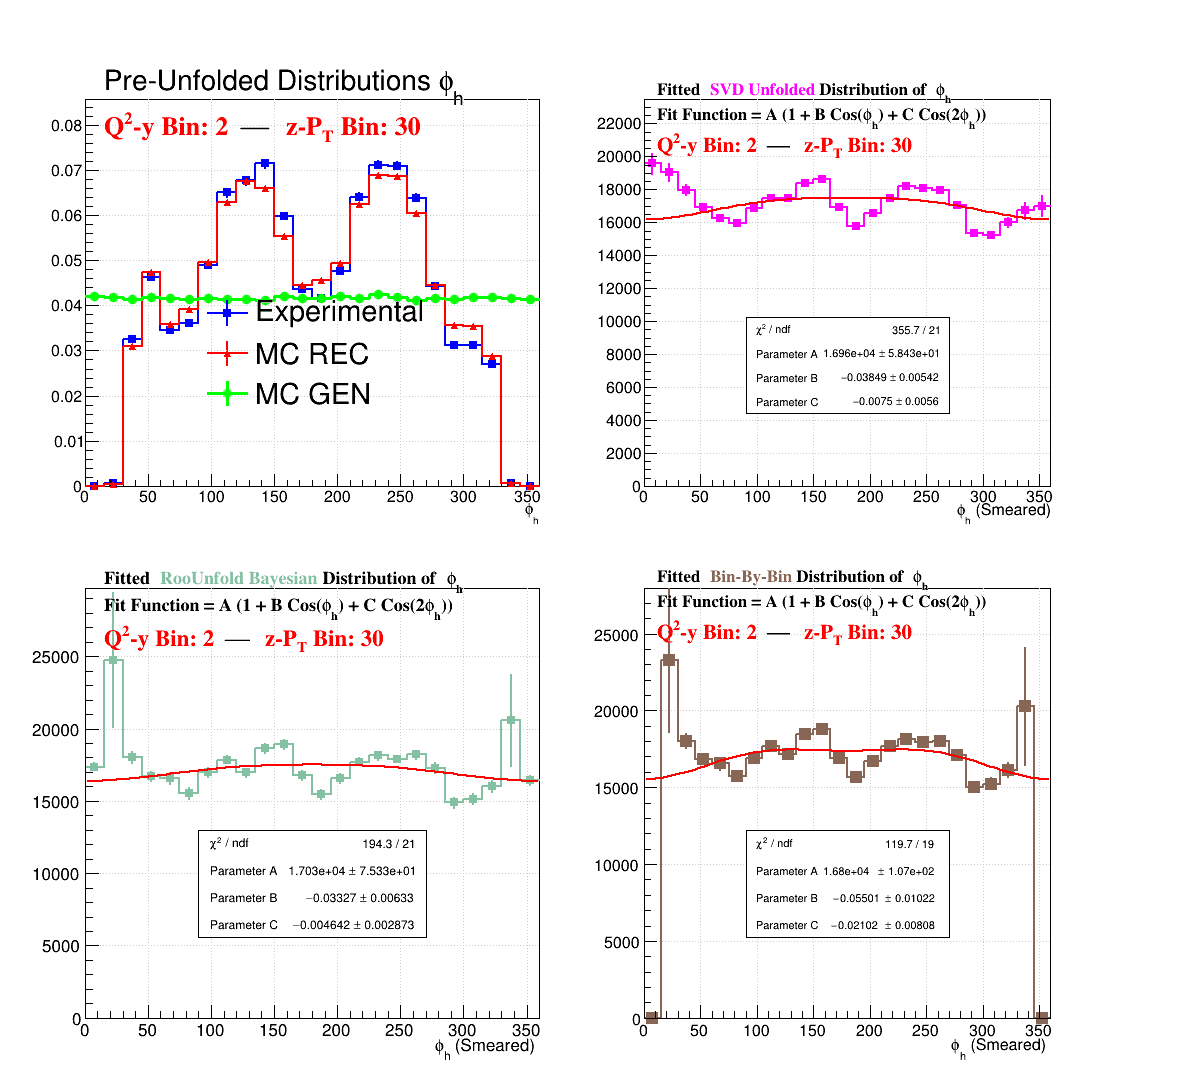 Pre-Unfolded Distributions ϕh
Q²-y Bin: 2 — z-PT Bin: 30
0.08
0.07
0.06
0.05
0.04
0.03
0.02
0.01
0
Experimental
MC REC
MC GEN
0 50 100 150 200 250 300 350
ϕh
Fitted SVD Unfolded Distribution of ϕh
Fit Function = A (1 + B Cos(ϕh) + C Cos(2ϕh))
Q²-y Bin: 2 — z-PT Bin: 30
22000
20000
18000
16000
14000
12000
10000
8000
6000
4000
2000
0
χ² / ndf 355.7 / 21
Parameter A 1.696e+04 ± 5.843e+01
Parameter B −0.03849 ± 0.00542
Parameter C −0.0075 ± 0.0056
0 50 100 150 200 250 300 350
ϕh (Smeared)
Fitted RooUnfold Bayesian Distribution of ϕh
Fit Function = A (1 + B Cos(ϕh) + C Cos(2ϕh))
Q²-y Bin: 2 — z-PT Bin: 30
25000
20000
15000
10000
5000
0
χ² / ndf 194.3 / 21
Parameter A 1.703e+04 ± 7.533e+01
Parameter B −0.03327 ± 0.00633
Parameter C −0.004642 ± 0.002873
0 50 100 150 200 250 300 350
ϕh (Smeared)
Fitted Bin-By-Bin Distribution of ϕh
Fit Function = A (1 + B Cos(ϕh) + C Cos(2ϕh))
Q²-y Bin: 2 — z-PT Bin: 30
25000
20000
15000
10000
5000
0
χ² / ndf 119.7 / 19
Parameter A 1.68e+04 ± 1.07e+02
Parameter B −0.05501 ± 0.01022
Parameter C −0.02102 ± 0.00808
0 50 100 150 200 250 300 350
ϕh (Smeared)